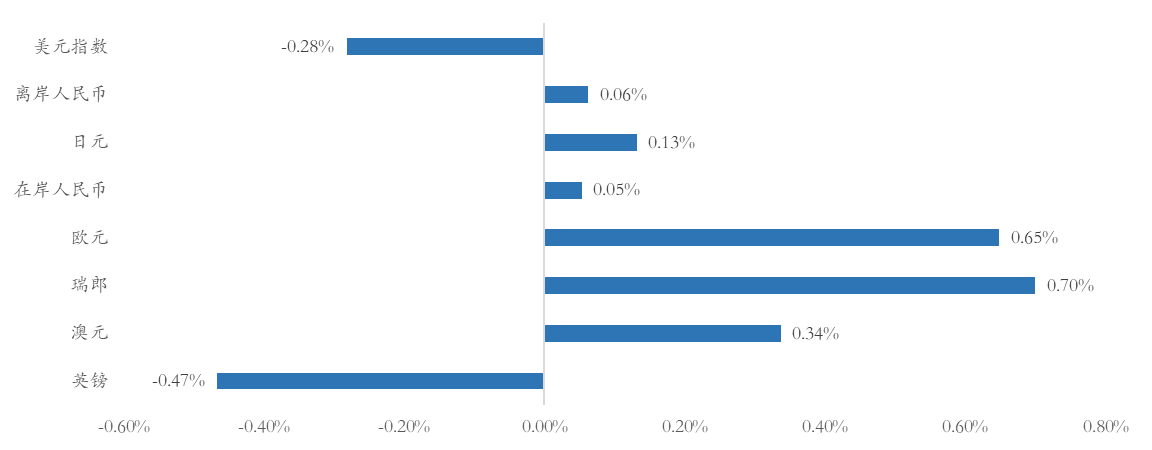 美元指数 -0.28%
离岸人民币 0.06%
日元 0.13%
在岸人民币 0.05%
欧元 0.65%
瑞郎 0.70%
澳元 0.34%
英镑 -0.47%
-0.60% -0.40% -0.20% 0.00% 0.20% 0.40% 0.60% 0.80%